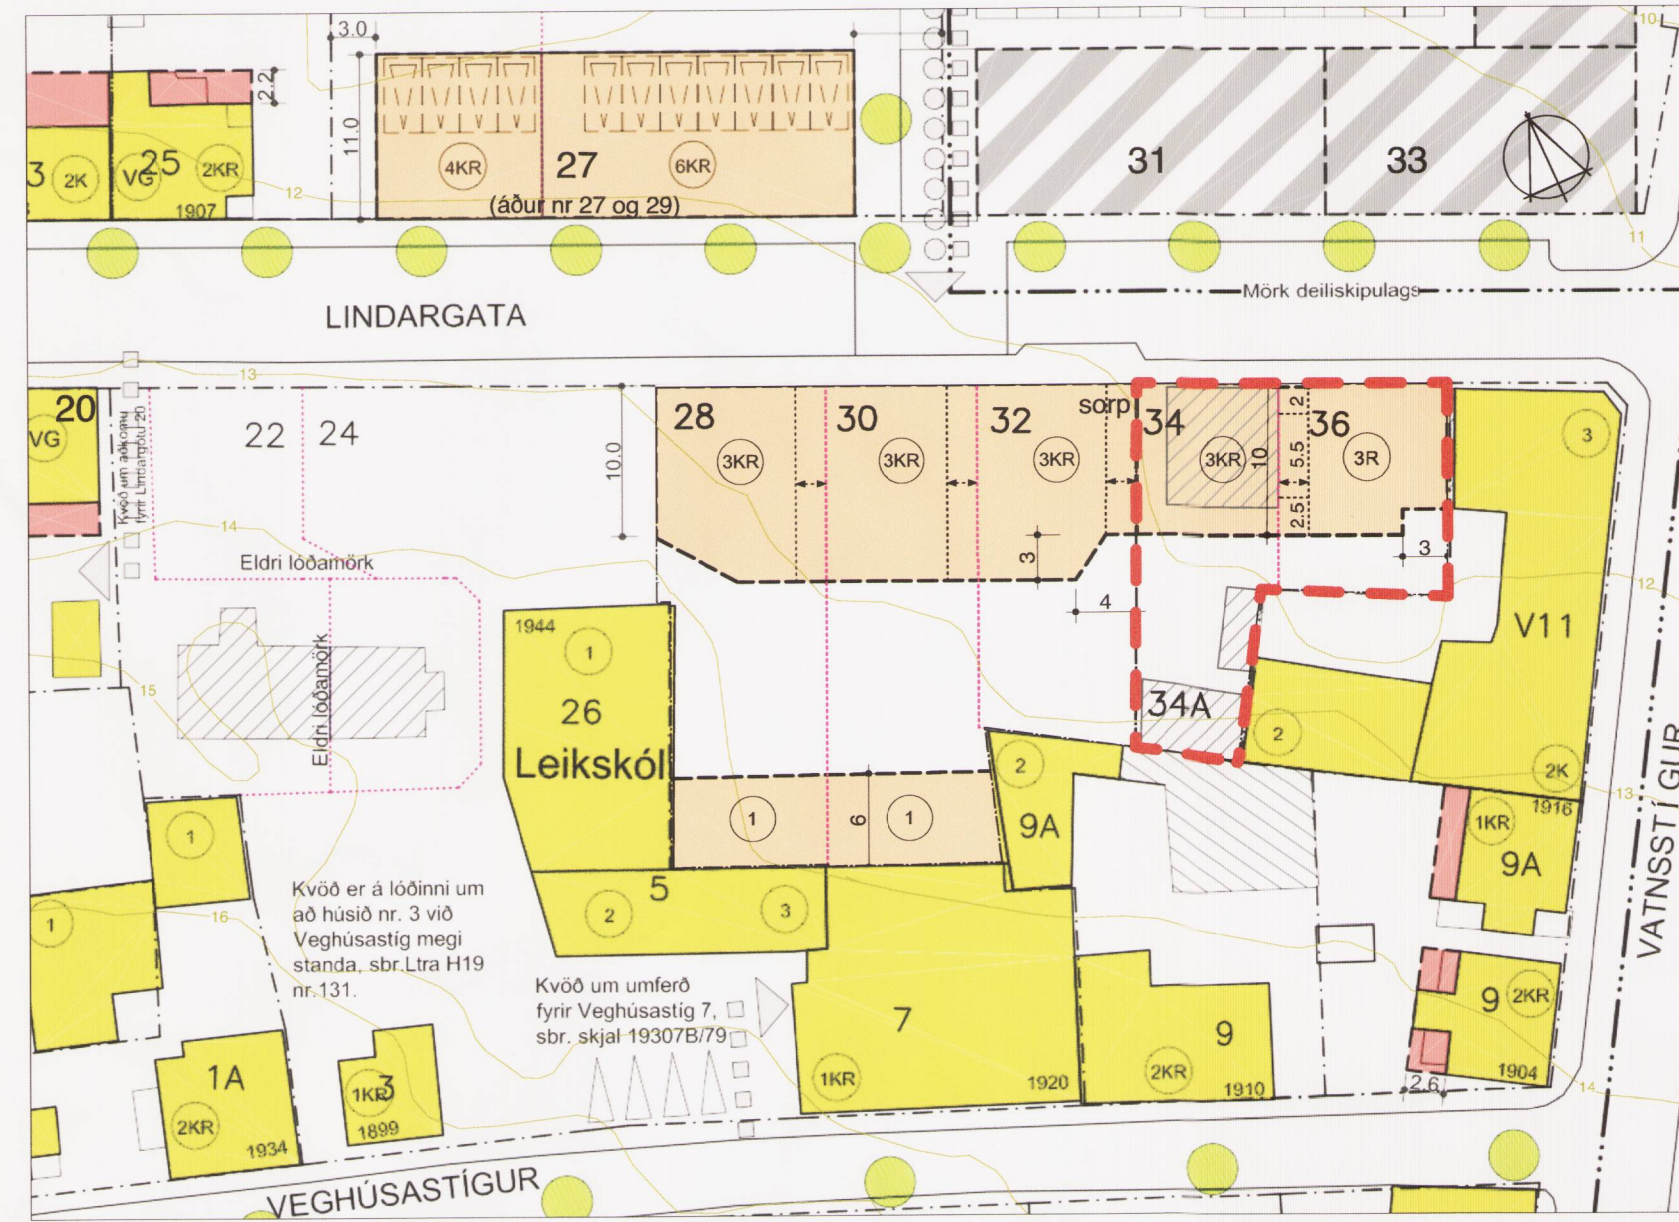 3.0
10
2.2
11.0
3
2K
VG
25
2KR
1907
12
4KR
27
6KR
(áður nr 27 og 29)
31
33
11
Mörk deiliskipulags
LINDARGATA
13
20
VG
Kvöð um aðkomu
fyrir Lindargötu 20
22
24
10.0
28
3KR
30
3KR
32
3KR
sorp
34
3KR
10
2
5.5
2.5
36
3R
3
14
Eldri lóðamörk
Eldri lóðamörk
15
3
4
3
12
V11
1944
1
26
Leikskól
34A
2
2
9A
2K
1916
13
1
6
1
1KR
9A
VATNSSTÍGUR
1
16
1
Kvöð er á lóðinni um
að húsið nr. 3 við
Veghúsastíg megi
standa, sbr.Ltra H19
nr.131.
5
2
3
Kvöð um umferð
fyrir Veghúsastíg 7,
sbr. skjal 19307B/79
7
1KR
1920
9
2KR
1910
9
2KR
1904
2.6
14
1A
2KR
1934
1KR
3
1899
VEGHÚSASTÍGUR